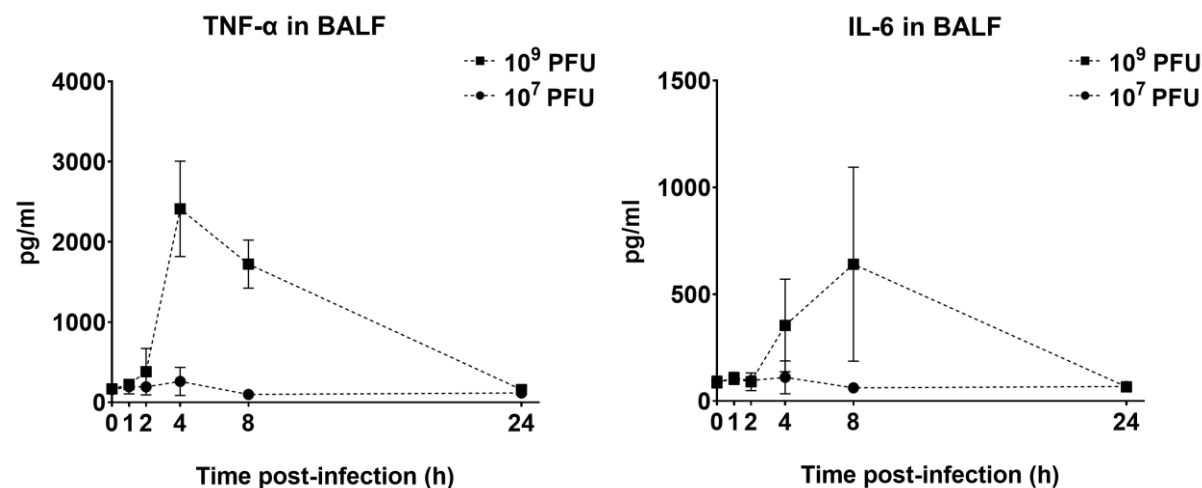 TNF-α in BALF
10⁹ PFU
10⁷ PFU
pg/ml
4000
3000
2000
1000
0
0 1 2 4 8 24
Time post-infection (h)
IL-6 in BALF
10⁹ PFU
10⁷ PFU
pg/ml
1500
1000
500
0
0 1 2 4 8 24
Time post-infection (h)